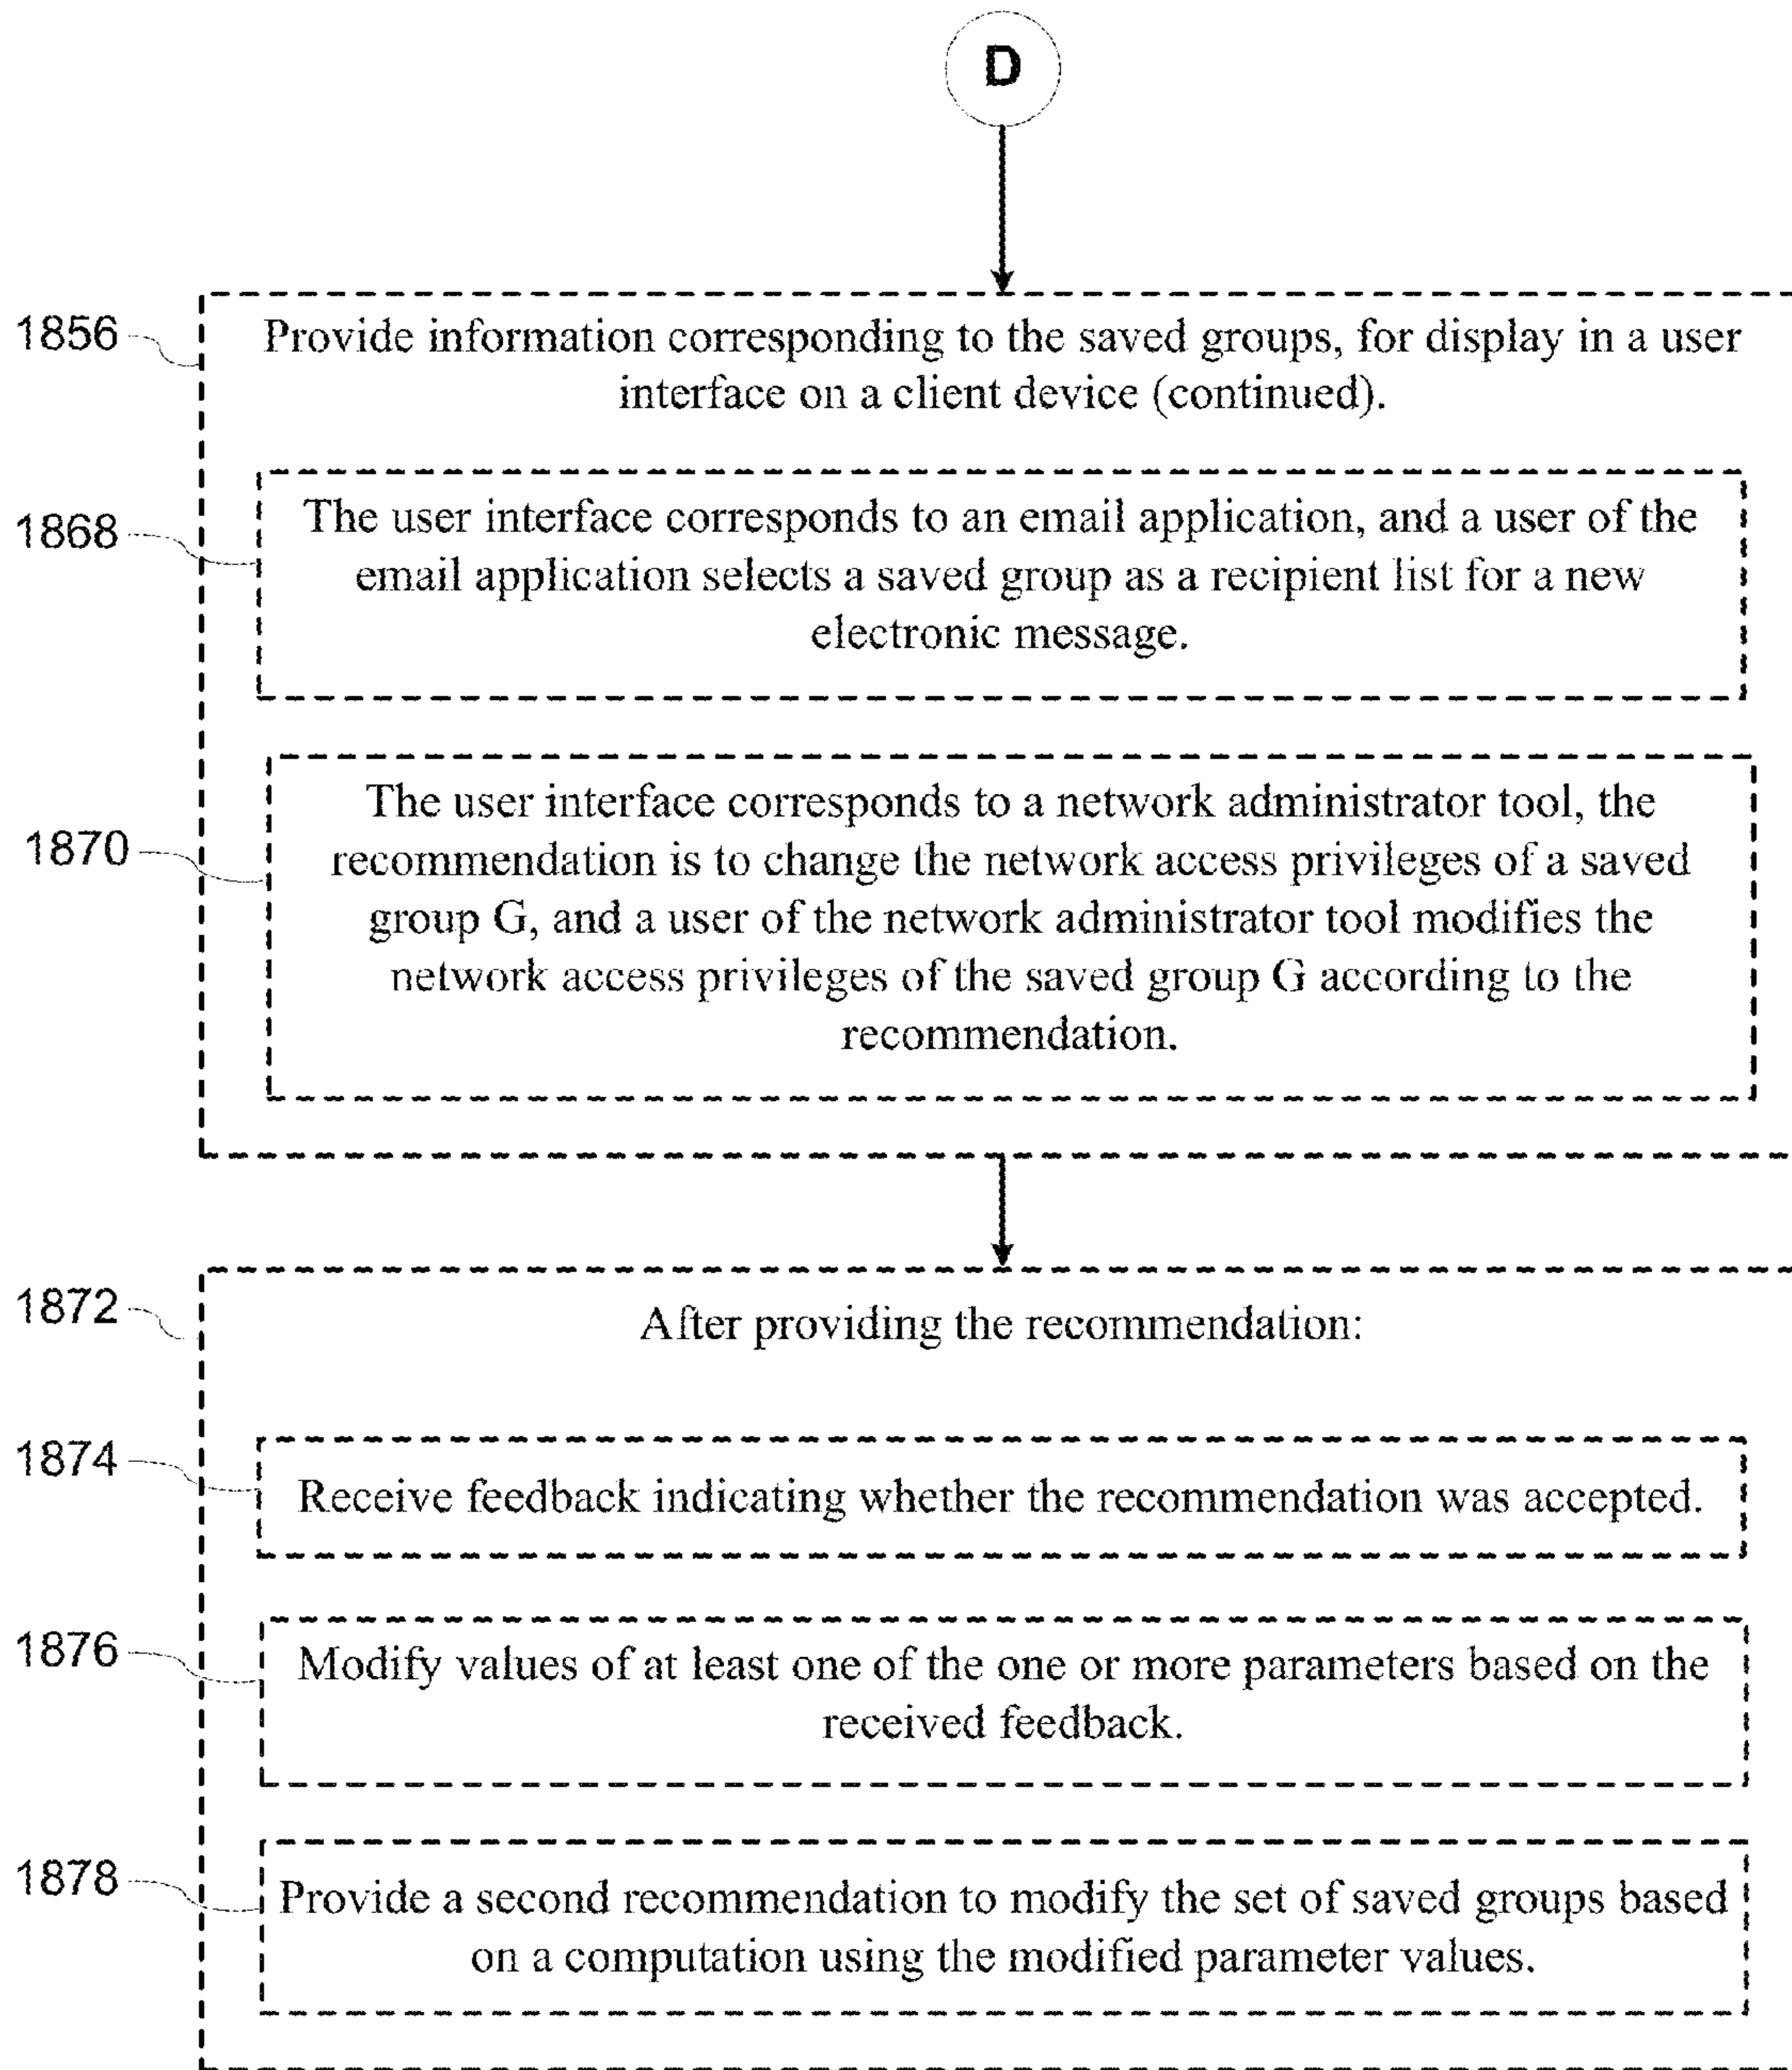 D
1856
Provide information corresponding to the saved groups, for display in a user
interface on a client device (continued).
1868
The user interface corresponds to an email application, and a user of the
email application selects a saved group as a recipient list for a new
electronic message.
1870
The user interface corresponds to a network administrator tool, the
recommendation is to change the network access privileges of a saved
group G, and a user of the network administrator tool modifies the
network access privileges of the saved group G according to the
recommendation.
1872
After providing the recommendation:
1874
Receive feedback indicating whether the recommendation was accepted.
1876
Modify values of at least one of the one or more parameters based on the
received feedback.
1878
Provide a second recommendation to modify the set of saved groups based
on a computation using the modified parameter values.